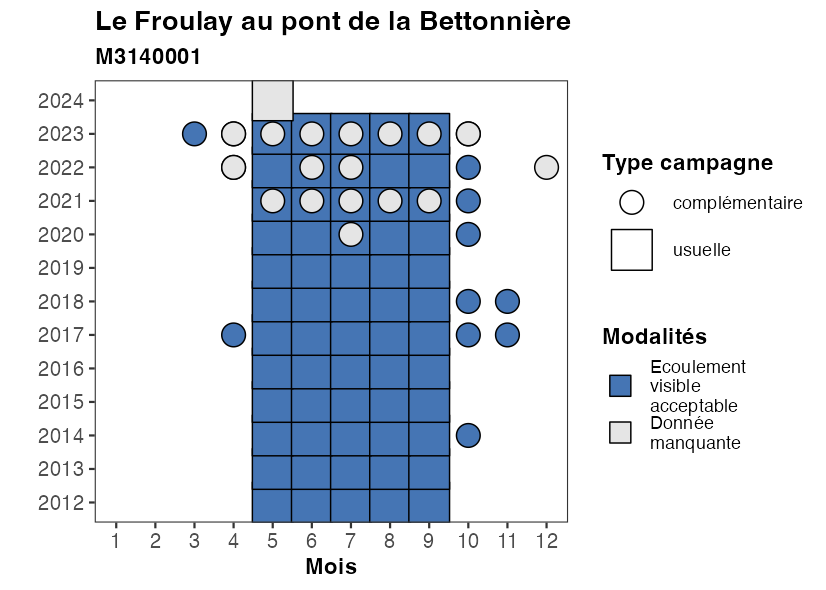 Le Froulay au pont de la Bettonnière
M3140001
2024
2023
2022
2021
2020
2019
2018
2017
2016
2015
2014
2013
2012
1 2 3 4 5 6 7 8 9 10 11 12
Mois
Type campagne
complémentaire
usuelle
Modalités
Ecoulement
visible
acceptable
Donnée
manquante